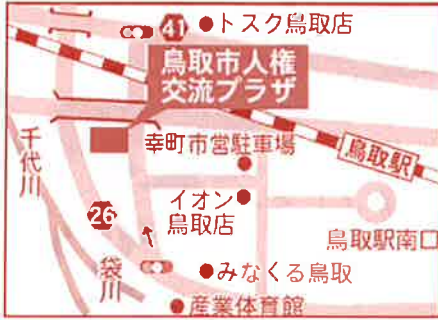 41
トスク鳥取店
鳥取市人権
交流プラザ
幸町市営駐車場
鳥取駅
千代川
イオン
鳥取店
26
鳥取駅南口
袋川
みなくる鳥取
産業体育館